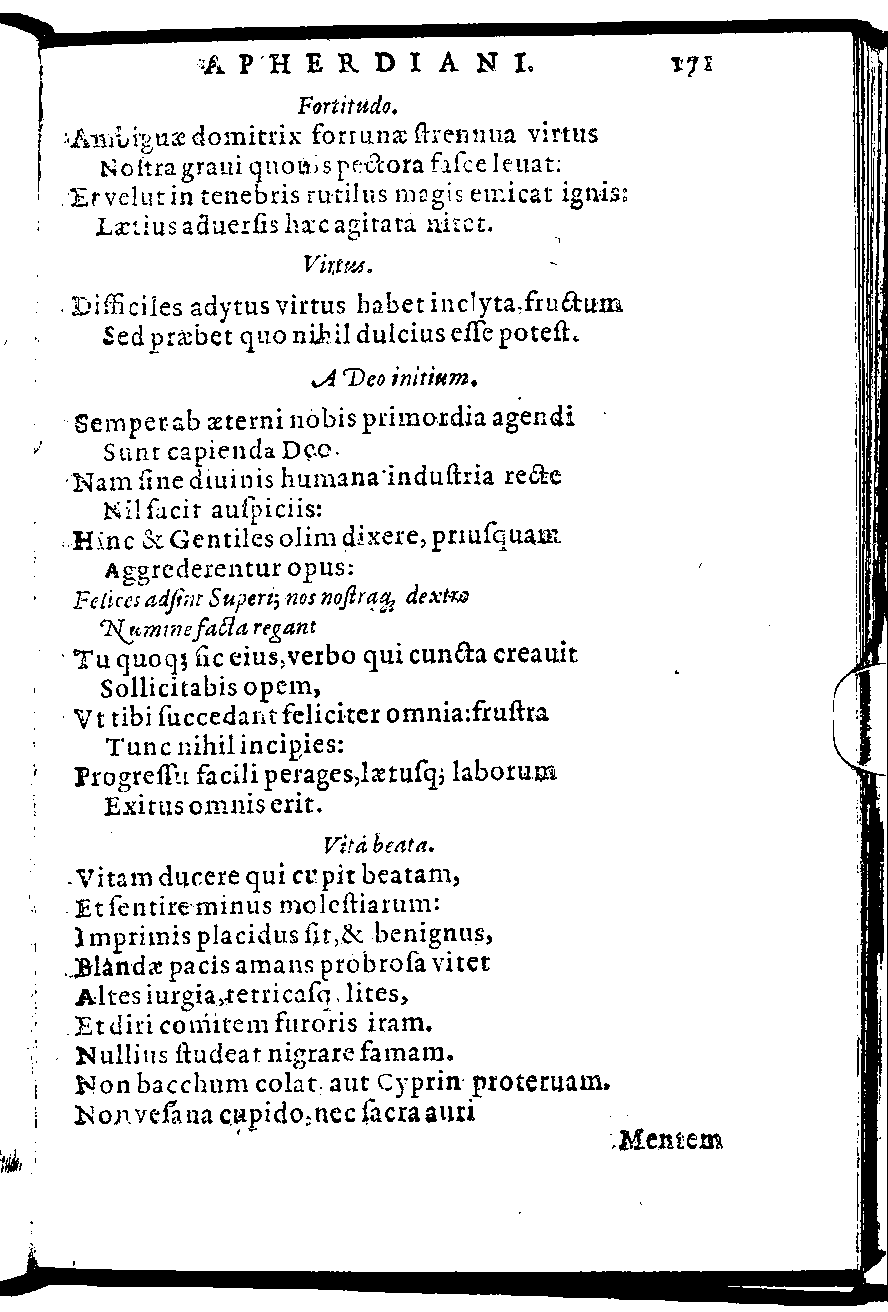 APHERDIANI. 171
Fortitudo.
Ambiguæ domitrix fortunæ ſtrennua virtus
Noſtra graui quouis pectora faſce leuat:
Et velut in tenebris rutilus magis emicat ignis:
Lætius aduerſis hæc agitata nitet.
Virtus.
Difficiles adytus virtus habet inclyta, fructum
Sed præbet quo nihil dulcius eſſe poteſt.
A Deo initium.
Semper ab æterni nobis primordia agendi
Sunt capienda Deo.
Nam ſine diuinis humana induſtria recte
Nil facit auſpiciis:
Hinc & Gentiles olim dixere, priuſquam
Aggrederentur opus:
Felices adſint Superi; nos noſtraq; dextro
Numine facta regant
Tu quoq; ſic eius, verbo qui cuncta creauit
Sollicitabis opem,
Vt tibi ſuccedant feliciter omnia: fruſtra
Tunc nihil incipies:
Progreſſu facili perages, lætuſq; laborum
Exitus omnis erit.
Vita beata.
Vitam ducere qui cupit beatam,
Et ſentire minus moleſtiarum:
Imprimis placidus ſit, & benignus,
Blandæ pacis amans probroſa vitet
Altes iurgia, tetricaſq. lites,
Et diri comitem furoris iram.
Nullius ſtudeat nigrare famam.
Non bacchum colat. aut Cyprin proteruam.
Non veſana cupido, nec ſacra auri
Mentem